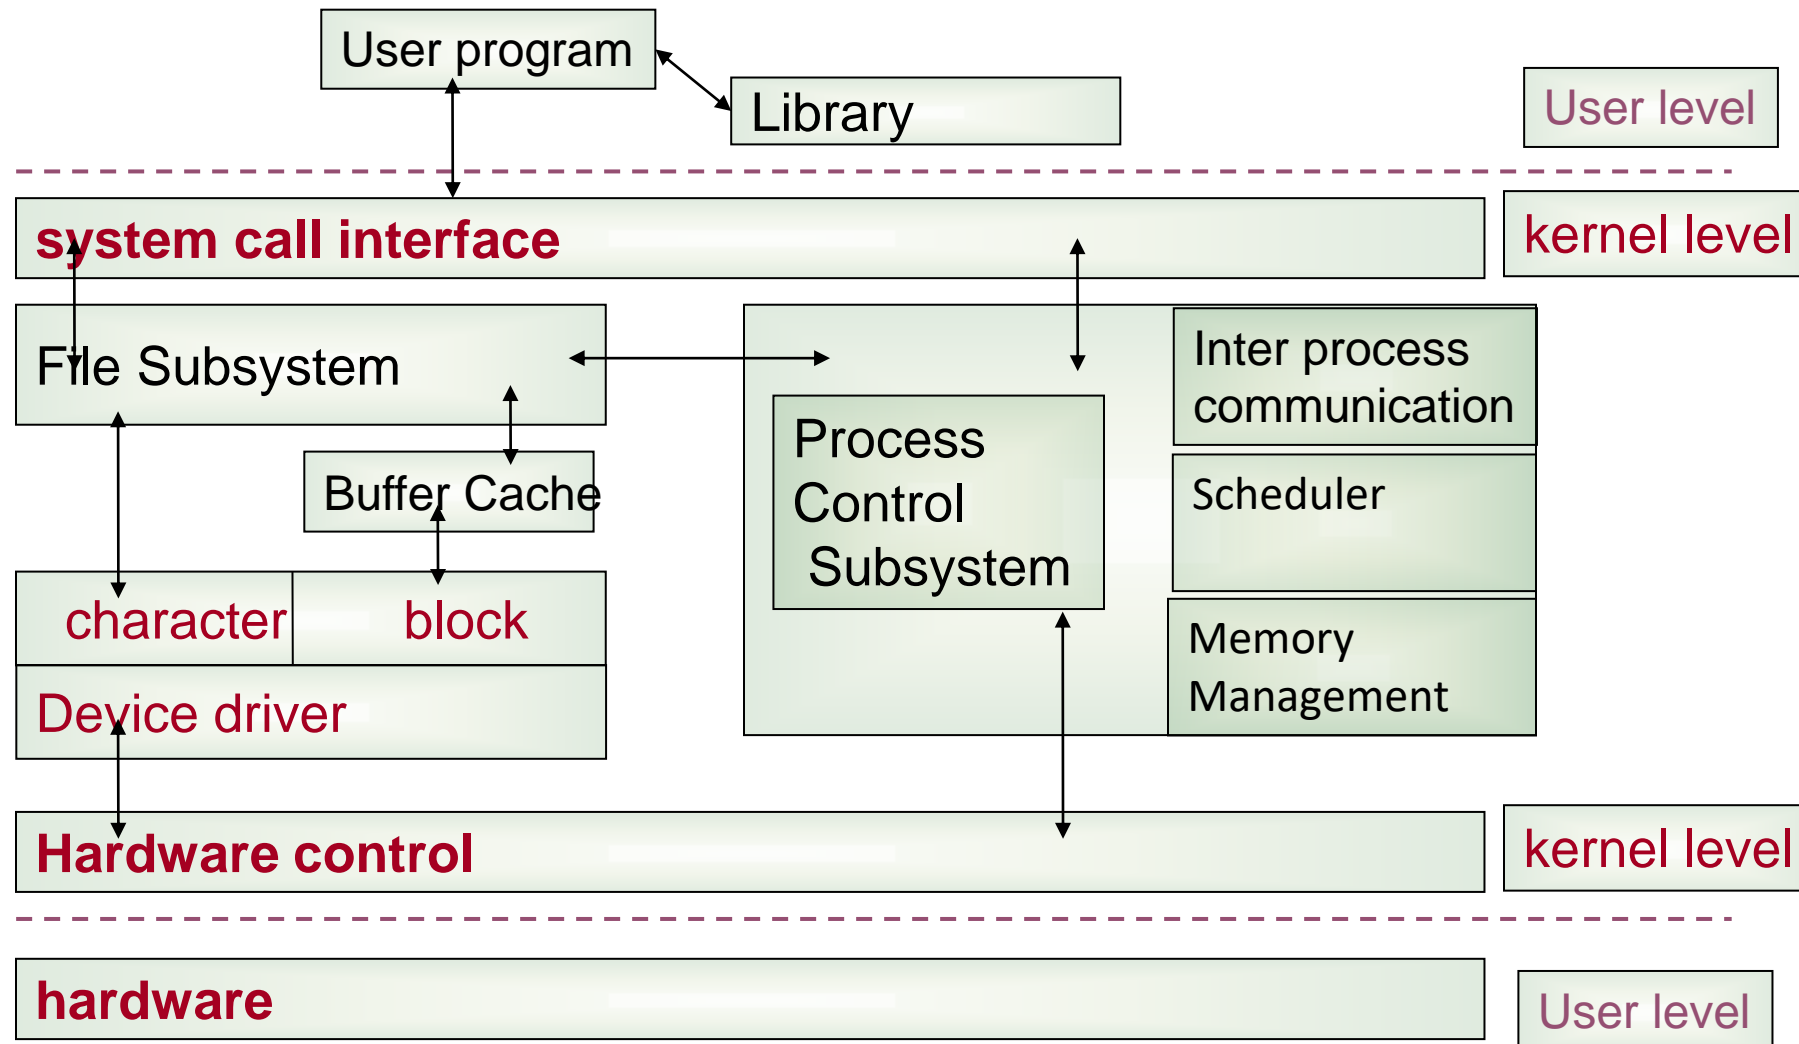 User program
Library
User level
system call interface
kernel level
File Subsystem
Inter process
communication
Process
Control
Subsystem
Buffer Cache
Scheduler
character
block
Memory
Management
Device driver
Hardware control
kernel level
hardware
User level